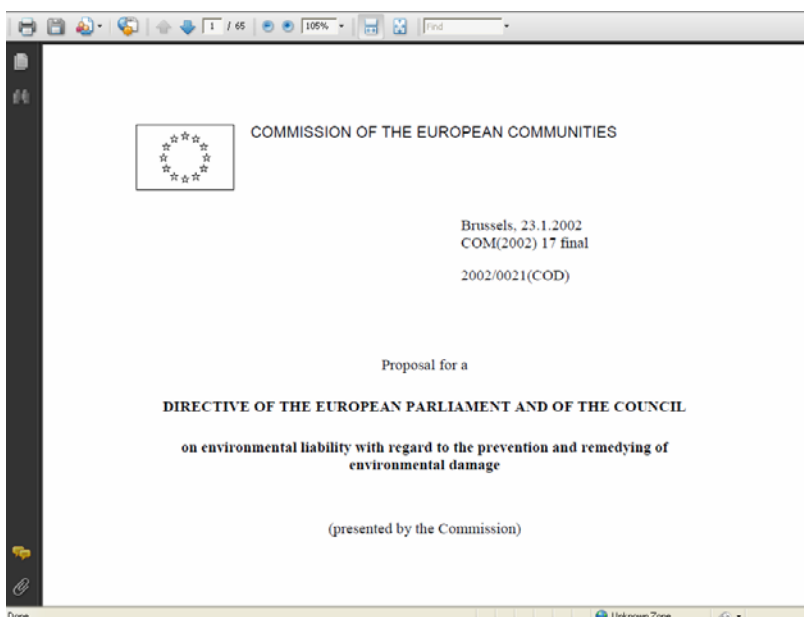 1 / 65 105% Find
COMMISSION OF THE EUROPEAN COMMUNITIES
Brussels, 23.1.2002
COM(2002) 17 final
2002/0021(COD)
Proposal for a
DIRECTIVE OF THE EUROPEAN PARLIAMENT AND OF THE COUNCIL
on environmental liability with regard to the prevention and remedying of
environmental damage
(presented by the Commission)
Done Unknown Zone